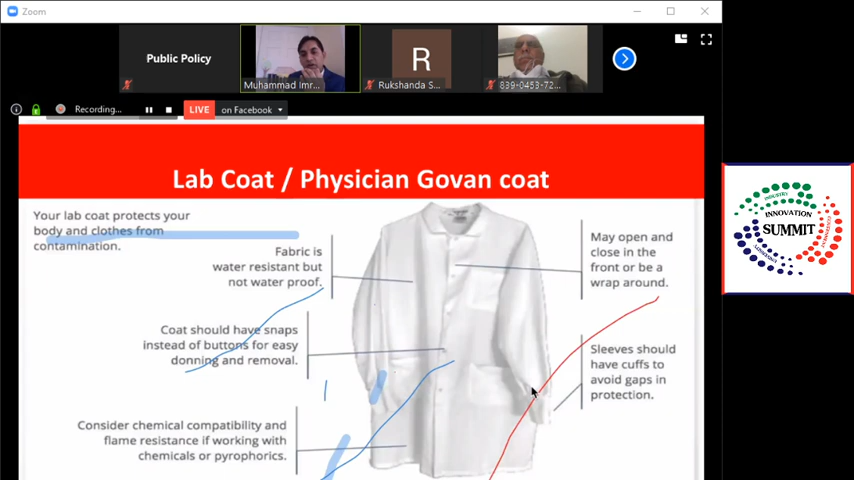 Zoom
Public Policy
Muhammad Imr...
R
Rukshanda S...
839-0453-72...
Recording...
LIVE
on Facebook
Lab Coat / Physician Govan coat
Your lab coat protects your
body and clothes from
contamination.
Fabric is
water resistant but
not water proof.
Coat should have snaps
instead of buttons for easy
donning and removal.
Consider chemical compatibility and
flame resistance if working with
chemicals or pyrophorics.
May open and
close in the
front or be a
wrap around.
Sleeves should
have cuffs to
avoid gaps in
protection.
INDUSTRY
INNOVATION
SUMMIT
GOVERNMENT
UNIVERSITY